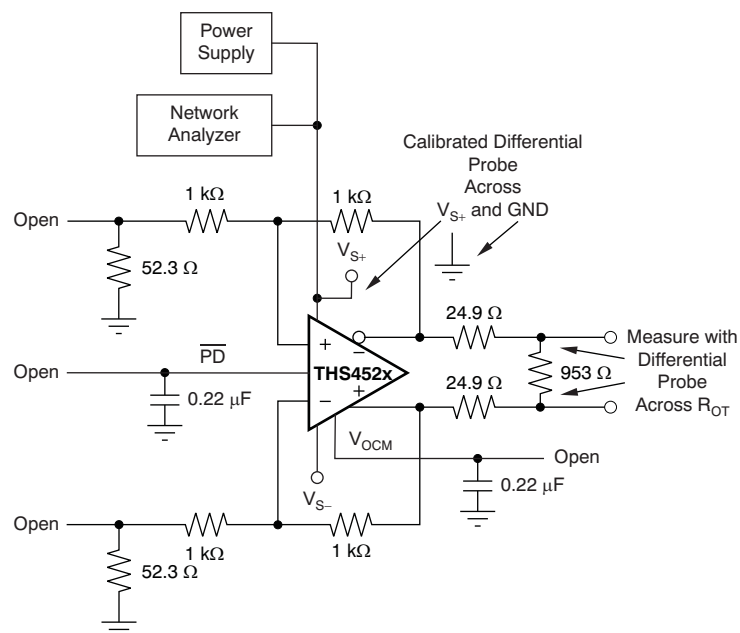 Power
Supply
Network
Analyzer
Calibrated Differential
Probe
Across
V_S+ and GND
1 kΩ
1 kΩ
Open
V_S+
52.3 Ω
24.9 Ω
Measure with
Differential
Probe
Across R_OT
+
−
PD
THS452x
953 Ω
Open
−
+
24.9 Ω
0.22 μF
V_OCM
Open
V_S−
0.22 μF
Open
1 kΩ
1 kΩ
52.3 Ω